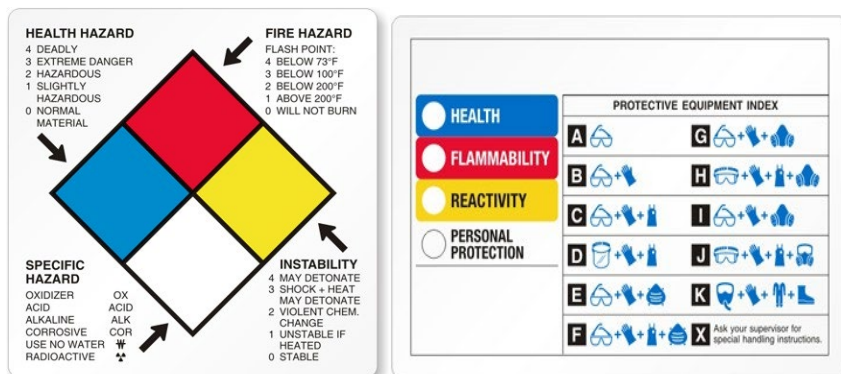 HEALTH HAZARD
4 DEADLY
3 EXTREME DANGER
2 HAZARDOUS
1 SLIGHTLY
HAZARDOUS
0 NORMAL
MATERIAL
FIRE HAZARD
FLASH POINT:
4 BELOW 73°F
3 BELOW 100°F
2 BELOW 200°F
1 ABOVE 200°F
0 WILL NOT BURN
SPECIFIC
HAZARD
OXIDIZER OX
ACID ACID
ALKALINE ALK
CORROSIVE COR
USE NO WATER W
RADIOACTIVE
INSTABILITY
4 MAY DETONATE
3 SHOCK + HEAT
MAY DETONATE
2 VIOLENT CHEM.
CHANGE
1 UNSTABLE IF
HEATED
0 STABLE
HEALTH
FLAMMABILITY
REACTIVITY
PERSONAL
PROTECTION
PROTECTIVE EQUIPMENT INDEX
A
B + 
C + +
D + +
E + +
F + + +
G + +
H + + +
I + +
J + + +
K + + +
X Ask your supervisor for
special handling instructions.